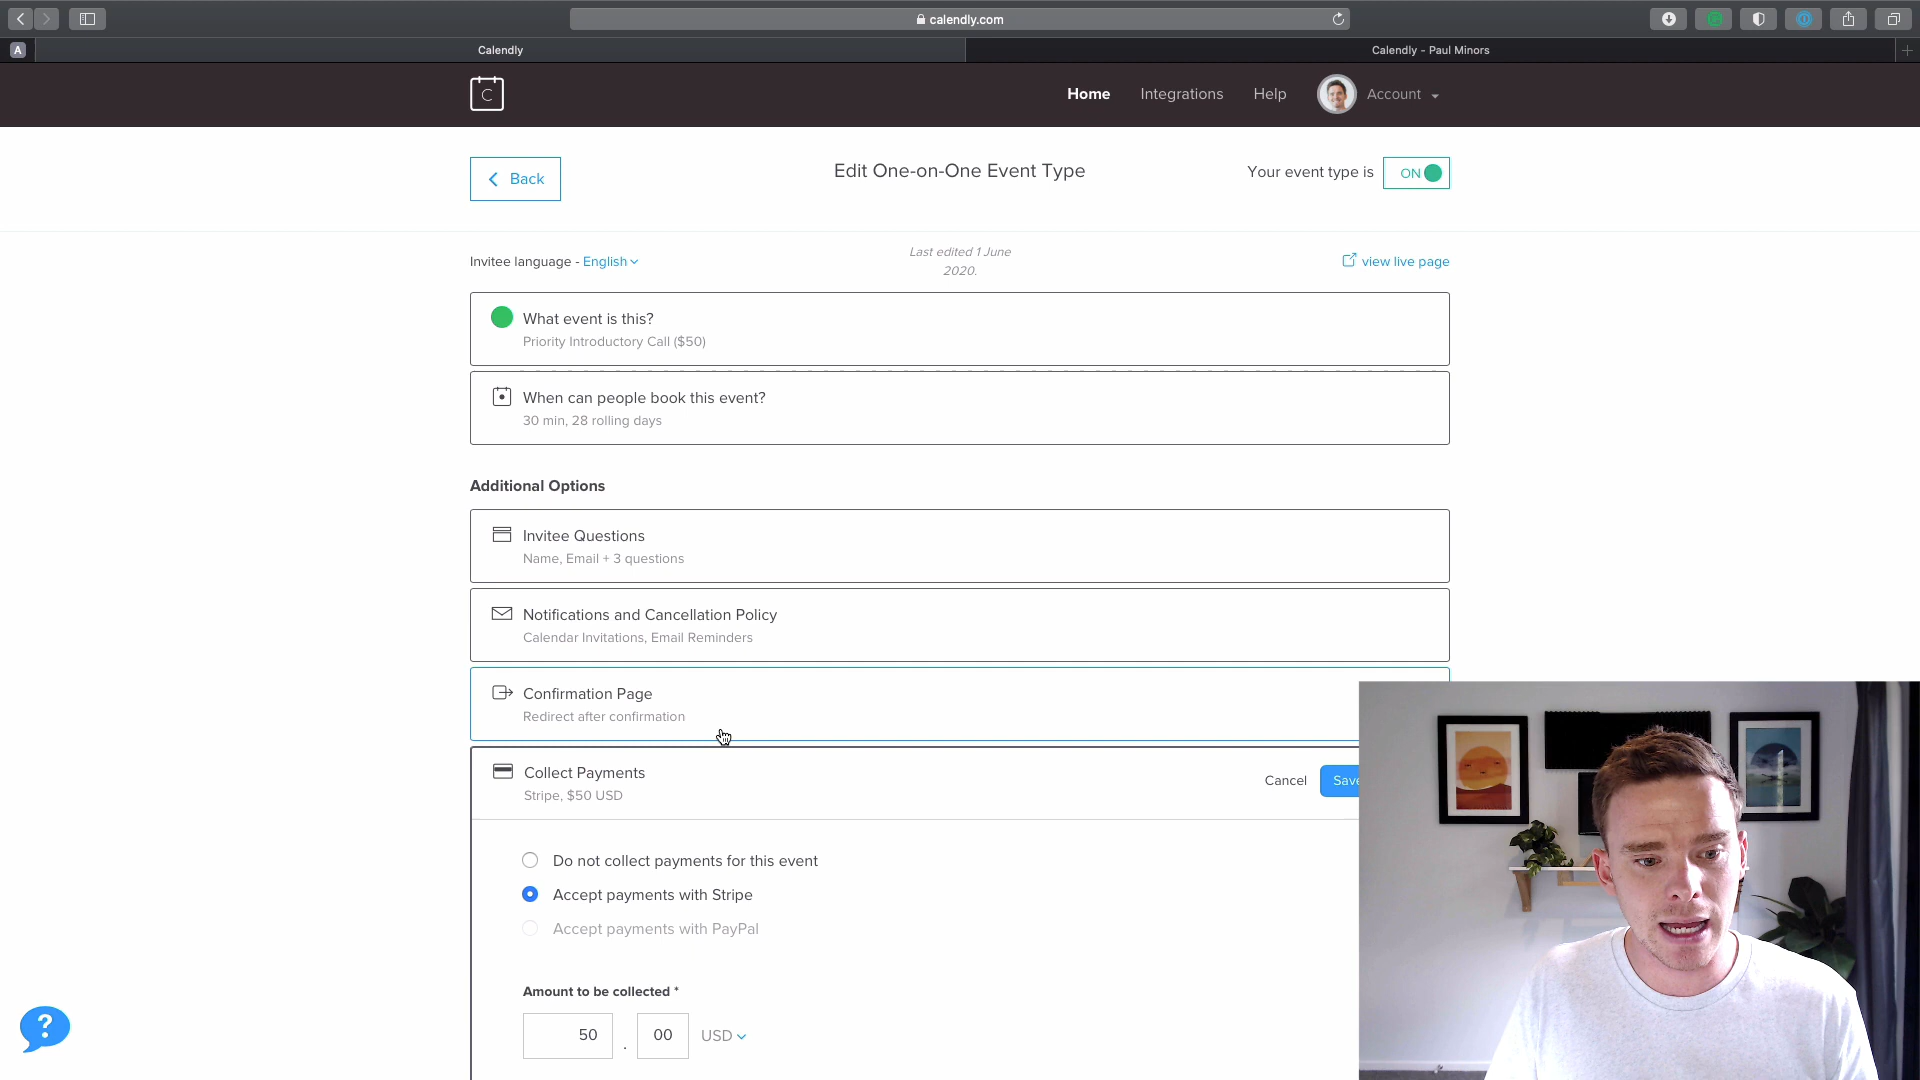 calendly.com
A
Calendly
Calendly - Paul Minors
C
Home
Integrations
Help
Account
Back
Edit One-on-One Event Type
Your event type is
ON
Invitee language - English
Last edited 1 June
2020.
view live page
What event is this?
Priority Introductory Call ($50)
When can people book this event?
30 min, 28 rolling days
Additional Options
Invitee Questions
Name, Email + 3 questions
Notifications and Cancellation Policy
Calendar Invitations, Email Reminders
Confirmation Page
Redirect after confirmation
Collect Payments
Stripe, $50 USD
Cancel
Save
Do not collect payments for this event
Accept payments with Stripe
Accept payments with PayPal
Amount to be collected *
50 . 00 USD
?